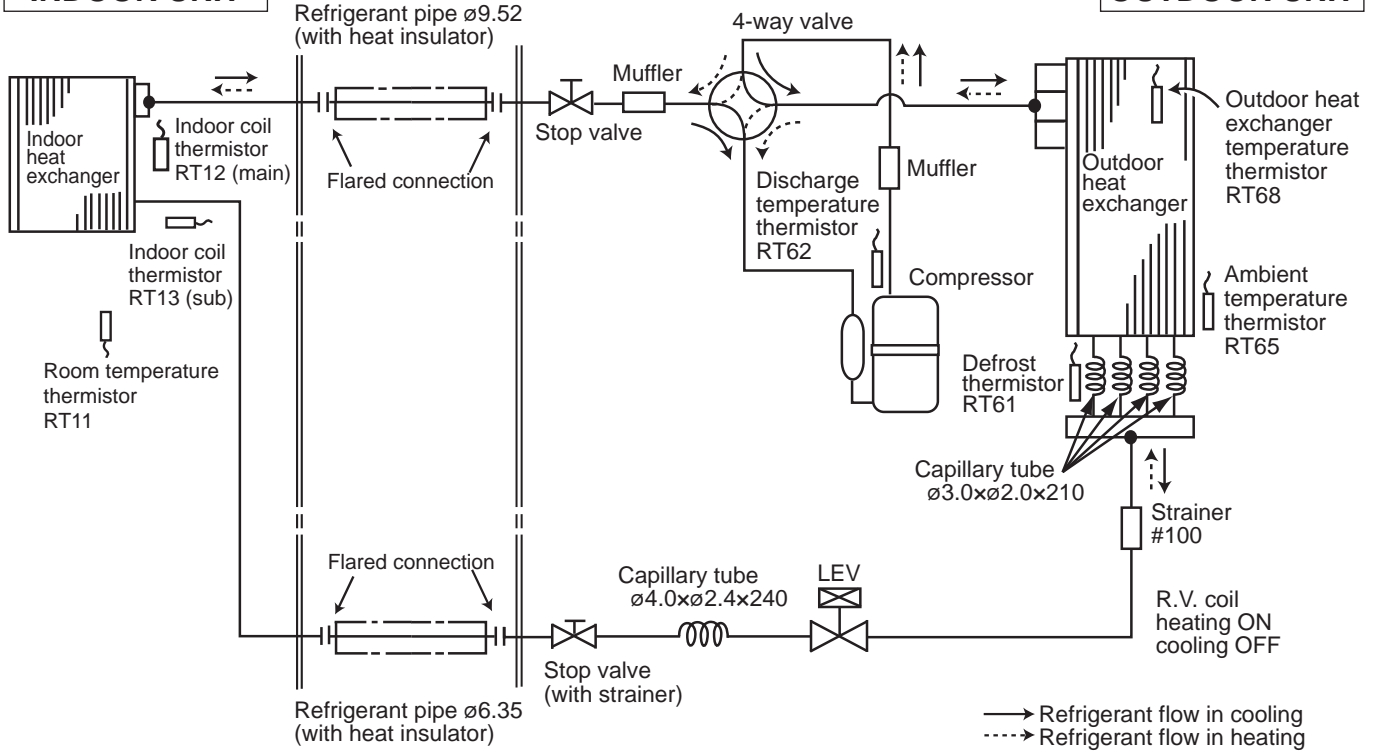 INDOOR UNIT
OUTDOOR UNIT
Refrigerant pipe ø9.52
(with heat insulator)
4-way valve
Muffler
Stop valve
Indoor
heat
exchanger
Indoor coil
thermistor
RT12 (main)
Flared connection
Muffler
Discharge
temperature
thermistor
RT62
Outdoor
heat
exchanger
Outdoor heat
exchanger
temperature
thermistor
RT68
Indoor coil
thermistor
RT13 (sub)
Compressor
Ambient
temperature
thermistor
RT65
Room temperature
thermistor
RT11
Defrost
thermistor
RT61
Capillary tube
ø3.0×ø2.0×210
Strainer
#100
Flared connection
Capillary tube
ø4.0×ø2.4×240
LEV
R.V. coil
heating ON
cooling OFF
Stop valve
(with strainer)
Refrigerant pipe ø6.35
(with heat insulator)
Refrigerant flow in cooling
Refrigerant flow in heating